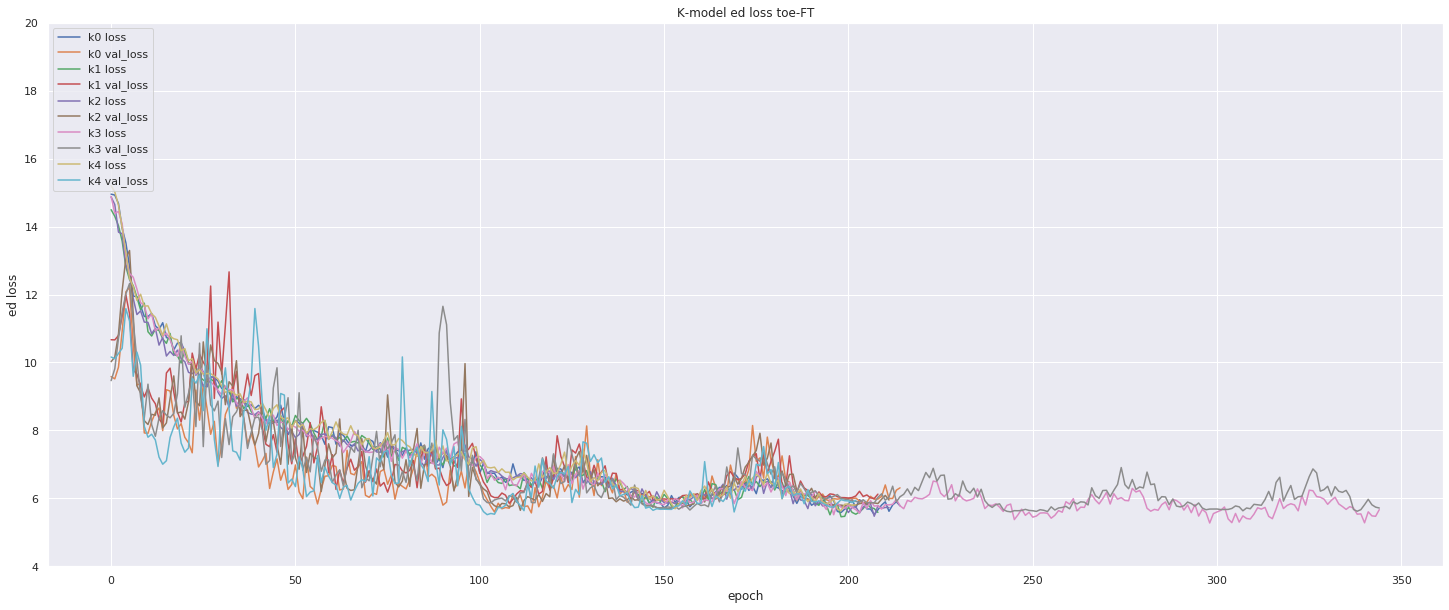 K-model ed loss toe-FT
20
18
16
14
12
10
8
6
4
ed loss
k0 loss
k0 val_loss
k1 loss
k1 val_loss
k2 loss
k2 val_loss
k3 loss
k3 val_loss
k4 loss
k4 val_loss
0 50 100 150 200 250 300 350
epoch